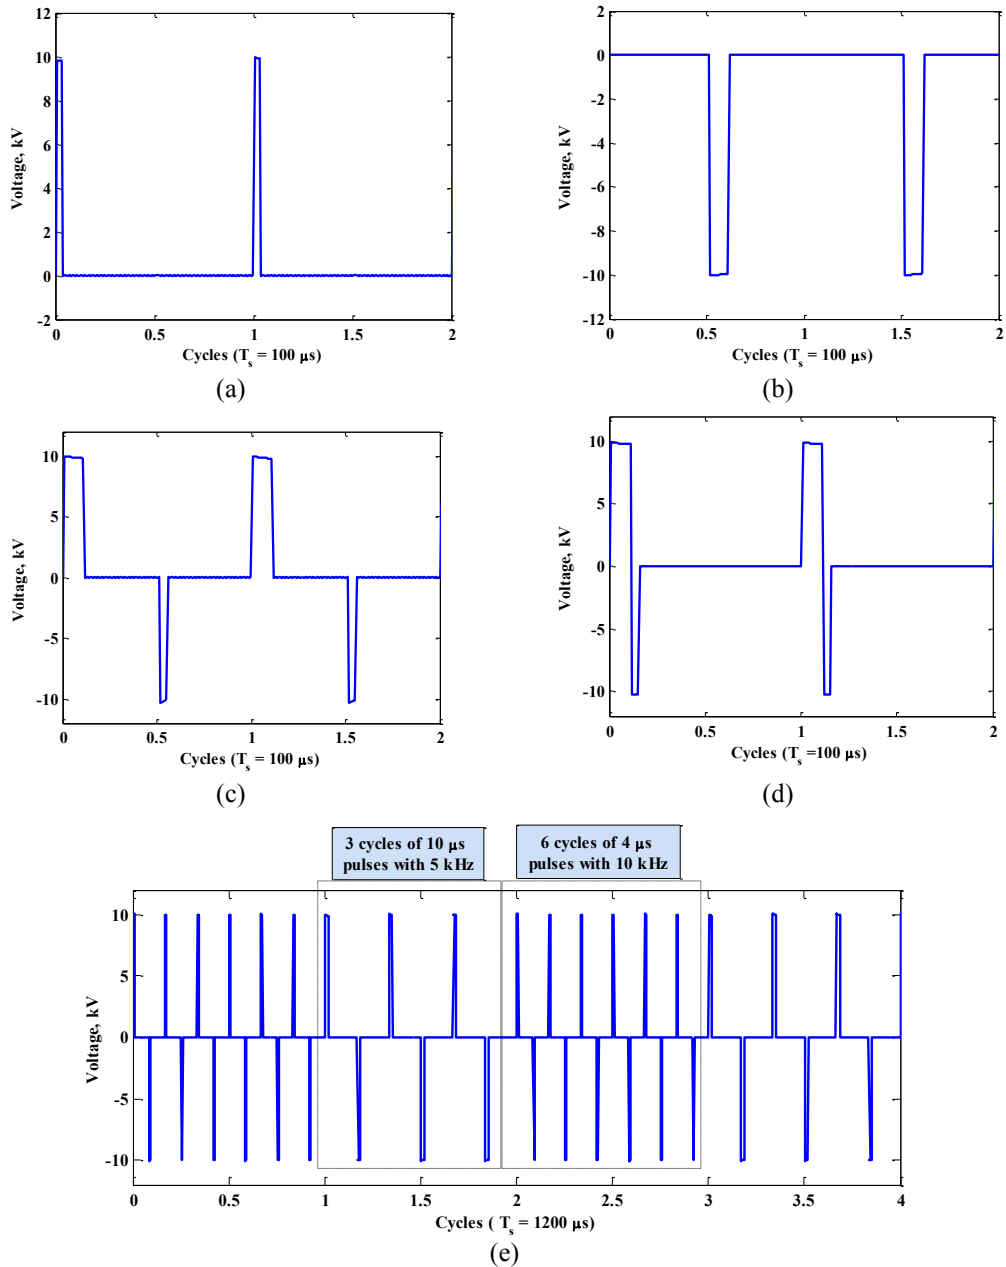 12
10
8
6
4
2
0
-2
Voltage, kV
0 0.5 1 1.5 2
Cycles (Ts = 100 μs)
(a)
2
0
-2
-4
-6
-8
-10
-12
Voltage, kV
0 0.5 1 1.5 2
Cycles (Ts = 100 μs)
(b)
10
5
0
-5
-10
Voltage, kV
0 0.5 1 1.5 2
Cycles (Ts = 100 μs)
(c)
10
5
0
-5
-10
Voltage, kV
0 0.5 1 1.5 2
Cycles (Ts =100 μs)
(d)
3 cycles of 10 μs
pulses with 5 kHz
6 cycles of 4 μs
pulses with 10 kHz
10
5
0
-5
-10
Voltage, kV
0 0.5 1 1.5 2 2.5 3 3.5 4
Cycles ( Ts = 1200 μs)
(e)